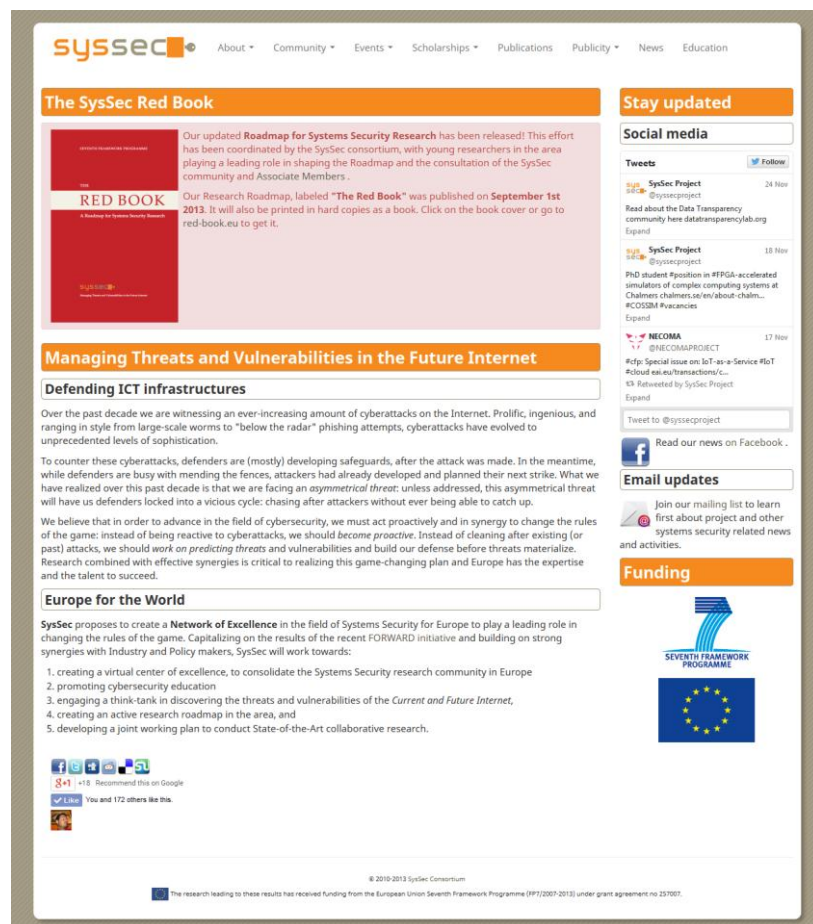 syssec
About Community Events Scholarships Publications Publicity News Education
The SysSec Red Book
SEVENTH FRAMEWORK PROGRAMME
THE
RED BOOK
A Roadmap for Systems Security Research
syssec
Our updated Roadmap for Systems Security Research has been released! This effort
has been coordinated by the SysSec consortium, with young researchers in the area
playing a leading role in shaping the Roadmap and the consultation of the SysSec
community and Associate Members .
Our Research Roadmap, labeled "The Red Book" was published on September 1st
2013. It will also be printed in hard copies as a book. Click on the book cover or go to
red-book.eu to get it.
Managing Threats and Vulnerabilities in the Future Internet
Defending ICT infrastructures
Over the past decade we are witnessing an ever-increasing amount of cyberattacks on the Internet. Prolific, ingenious, and
ranging in style from large-scale worms to "below the radar" phishing attempts, cyberattacks have evolved to
unprecedented levels of sophistication.
To counter these cyberattacks, defenders are (mostly) developing safeguards, after the attack was made. In the meantime,
while defenders are busy with mending the fences, attackers had already developed and planned their next strike. What we
have realized over this past decade is that we are facing an asymmetrical threat: unless addressed, this asymmetrical threat
will have us defenders locked into a vicious cycle: chasing after attackers without ever being able to catch up.
We believe that in order to advance in the field of cybersecurity, we must act proactively and in synergy to change the rules
of the game: instead of being reactive to cyberattacks, we should become proactive. Instead of cleaning after existing (or
past) attacks, we should work on predicting threats and vulnerabilities and build our defense before threats materialize.
Research combined with effective synergies is critical to realizing this game-changing plan and Europe has the expertise
and the talent to succeed.
Europe for the World
SysSec proposes to create a Network of Excellence in the field of Systems Security for Europe to play a leading role in
changing the rules of the game. Capitalizing on the results of the recent FORWARD initiative and building on strong
synergies with Industry and Policy makers, SysSec will work towards:
1. creating a virtual center of excellence, to consolidate the Systems Security research community in Europe
2. promoting cybersecurity education
3. engaging a think-tank in discovering the threats and vulnerabilities of the Current and Future Internet,
4. creating an active research roadmap in the area, and
5. developing a joint working plan to conduct State-of-the-Art collaborative research.
g+1 +18 Recommend this on Google
Like You and 172 others like this.
Stay updated
Social media
Tweets Follow
SysSec Project 24 Nov
@syssecproject
Read about the Data Transparency
community here datatransparencylab.org
Expand
SysSec Project 18 Nov
@syssecproject
PhD student #position in #FPGA-accelerated
simulators of complex computing systems at
Chalmers chalmers.se/en/about-chalm...
#COSSIM #vacancies
Expand
NECOMA 17 Nov
@NECOMAPROJECT
#cfp: Special issue on: IoT-as-a-Service #IoT
#cloud eai.eu/transactions/c...
Retweeted by SysSec Project
Expand
Tweet to @syssecproject
Read our news on Facebook .
Email updates
Join our mailing list to learn
first about project and other
systems security related news
and activities.
Funding
SEVENTH FRAMEWORK
PROGRAMME
© 2010-2013 SysSec Consortium
The research leading to these results has received funding from the European Union Seventh Framework Programme (FP7/2007-2013) under grant agreement no 257007.